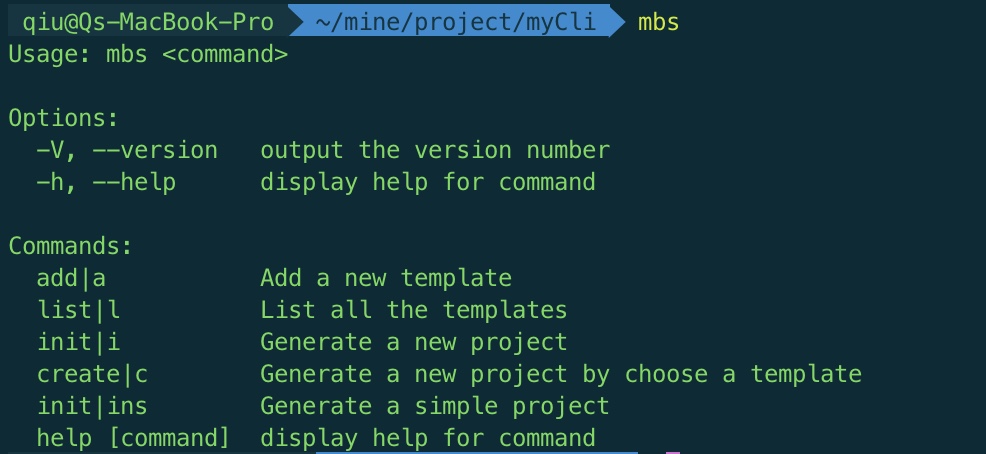 qiu@Qs-MacBook-Pro ~/mine/project/myCli mbs
Usage: mbs <command>
Options:
-V, --version output the version number
-h, --help display help for command
Commands:
add|a Add a new template
list|l List all the templates
init|i Generate a new project
create|c Generate a new project by choose a template
init|ins Generate a simple project
help [command] display help for command